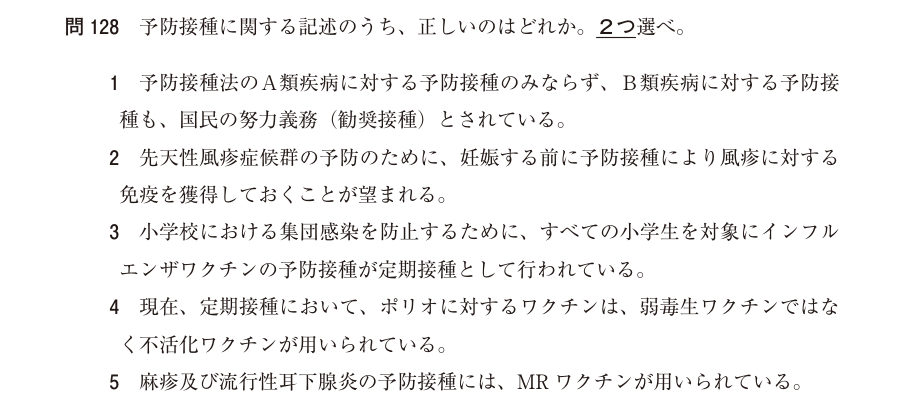 問 128 予防接種に関する記述のうち、正しいのはどれか。２つ選べ。
1 予防接種法のＡ類疾病に対する予防接種のみならず、Ｂ類疾病に対する予防接
種も、国民の努力義務（勧奨接種）とされている。
2 先天性風疹症候群の予防のために、妊娠する前に予防接種により風疹に対する
免疫を獲得しておくことが望まれる。
3 小学校における集団感染を防止するために、すべての小学生を対象にインフル
エンザワクチンの予防接種が定期接種として行われている。
4 現在、定期接種において、ポリオに対するワクチンは、弱毒生ワクチンではな
く不活化ワクチンが用いられている。
5 麻疹及び流行性耳下腺炎の予防接種には、MR ワクチンが用いられている。